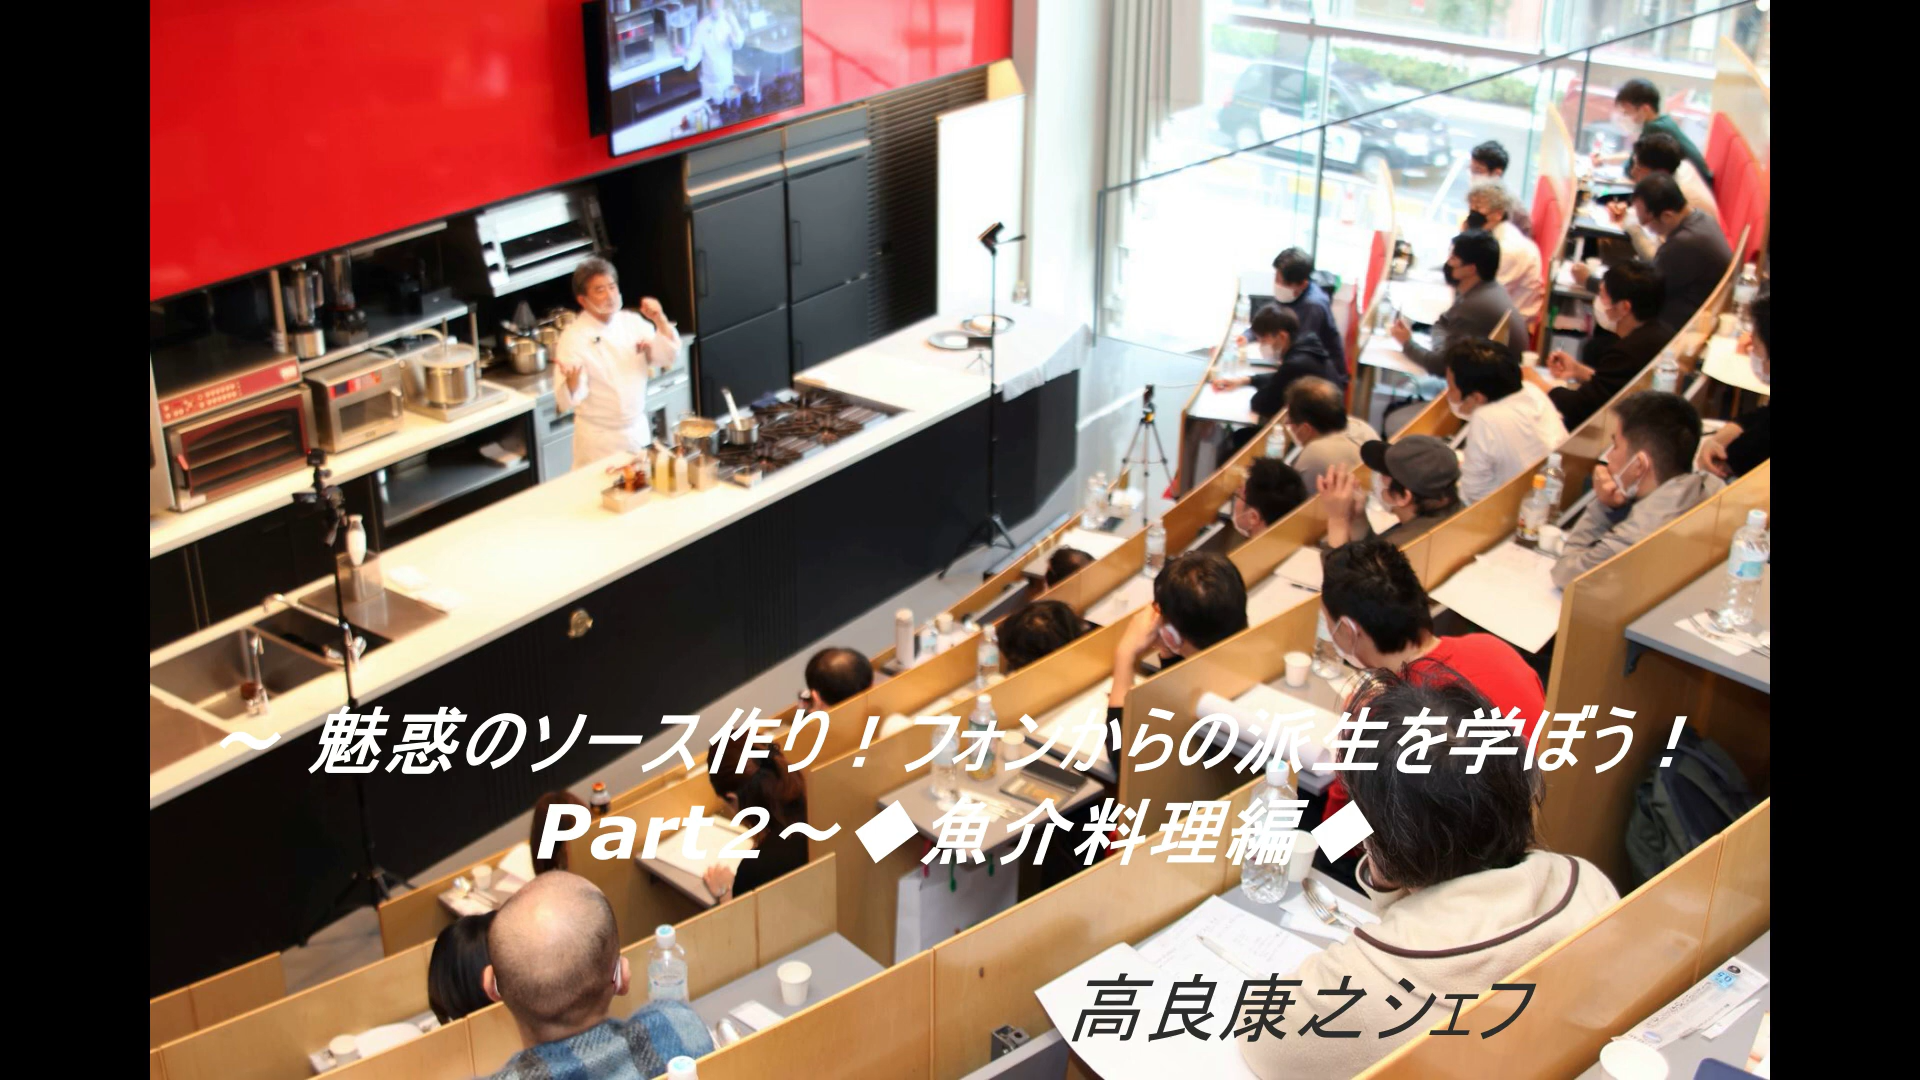 ～ 魅惑のソース作り！フォンからの派生を学ぼう！
Part２～◆魚介料理編◆
高良康之シェフ